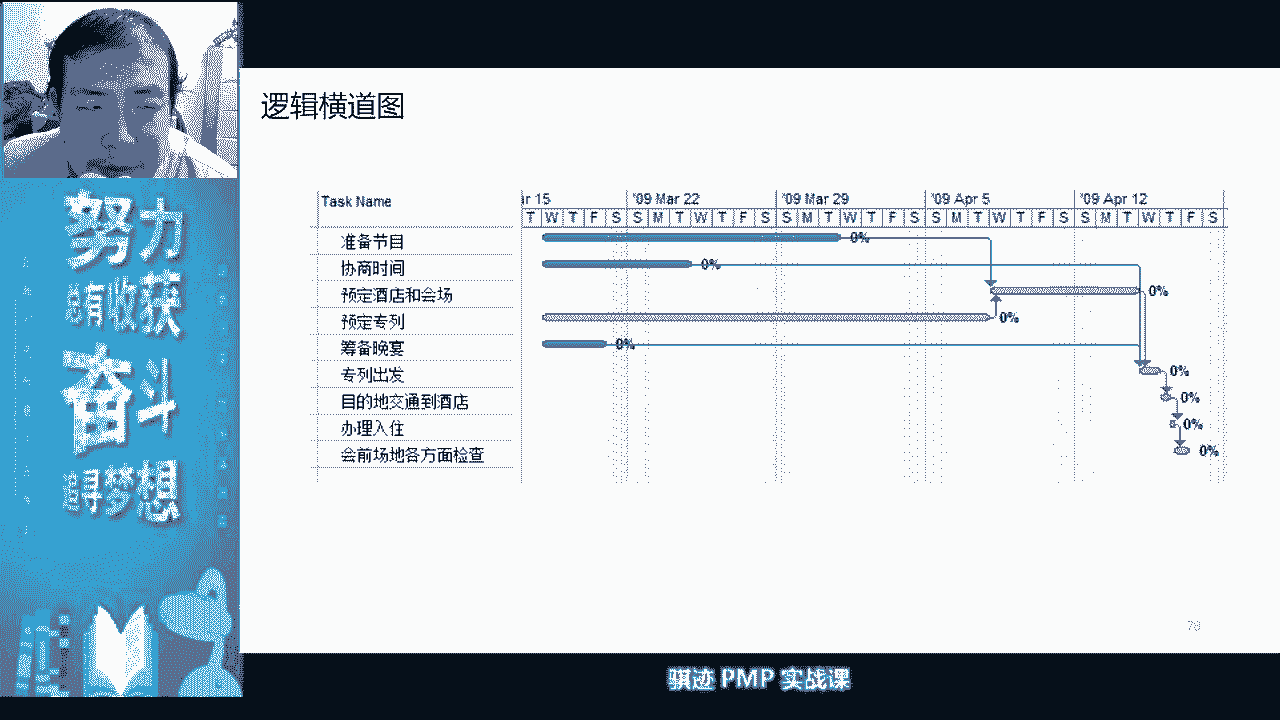 努力
才有收获
奋斗
追寻梦想
逻辑横道图
Task Name
ar 15 '09 Mar 22 '09 Mar 29 '09 Apr 5 '09 Apr 12
T W T F S S M T W T F S S M T W T F S S M T W T F S S M T W T F S
准备节目 0%
协商时间 0%
预定酒店和会场 0%
预定专列 0%
筹备晚宴 0%
专列出发 0%
目的地交通到酒店 0%
办理入住 0%
会前场地各方面检查 0%
骐迹 PMP 实战课